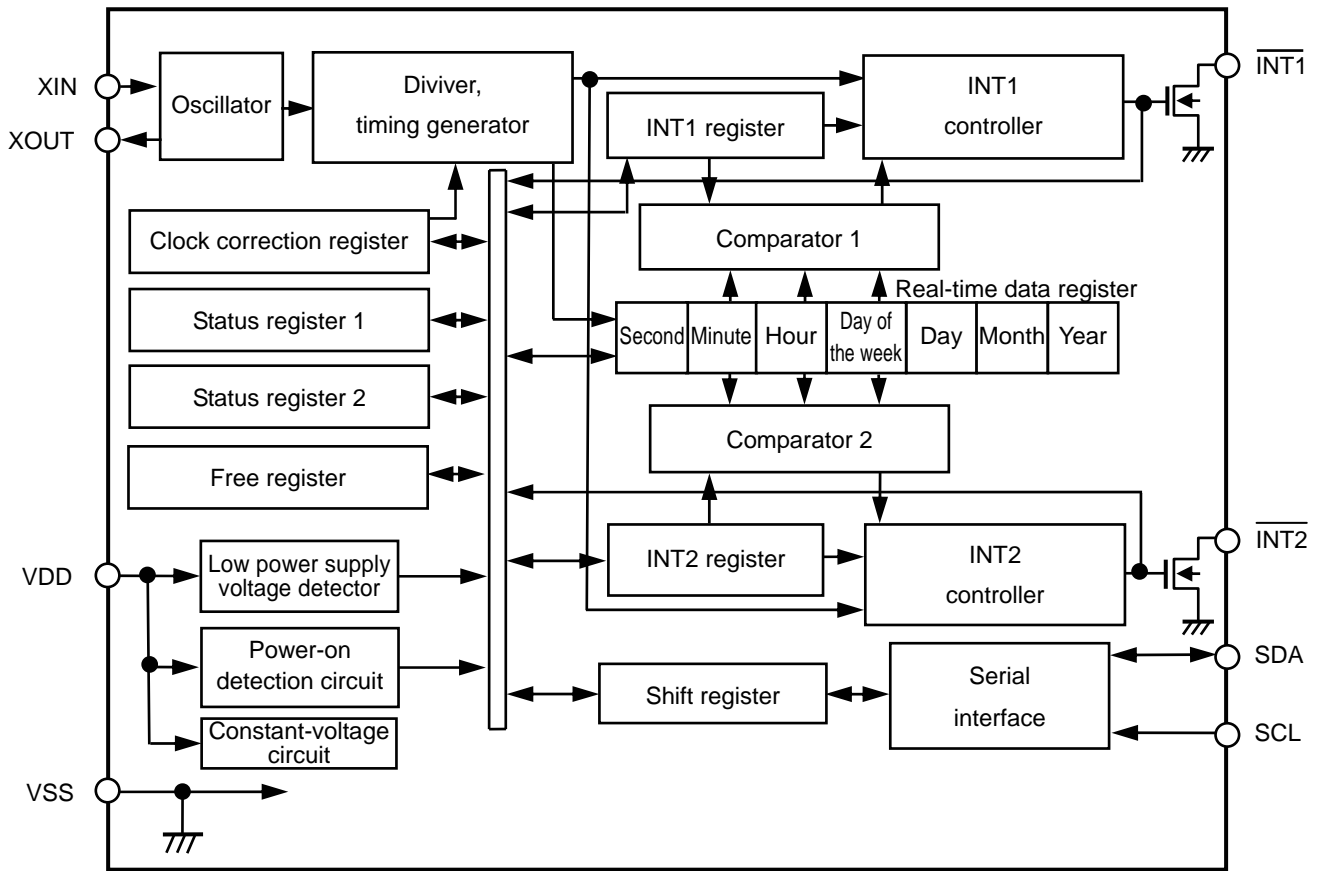 XIN
XOUT
Oscillator
Diviver,
timing generator
INT1 register
INT1
controller
INT1
Clock correction register
Comparator 1
Status register 1
Real-time data register
Second
Minute
Hour
Day of
the week
Day
Month
Year
Status register 2
Comparator 2
Free register
VDD
Low power supply
voltage detector
INT2 register
INT2
controller
INT2
Power-on
detection circuit
Shift register
Serial
interface
SDA
SCL
Constant-voltage
circuit
VSS